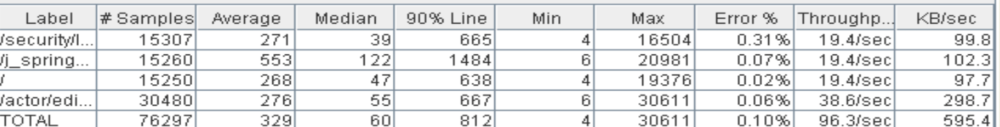 Label # Samples Average Median 90% Line Min Max Error % Throughp... KB/sec
/security/l... 15307 271 39 665 4 16504 0.31% 19.4/sec 99.8
/j_spring... 15260 553 122 1484 6 20981 0.07% 19.4/sec 102.3
/ 15250 268 47 638 4 19376 0.02% 19.4/sec 97.7
/actor/edi... 30480 276 55 667 6 30611 0.06% 38.6/sec 298.7
TOTAL 76297 329 60 812 4 30611 0.10% 96.3/sec 595.4